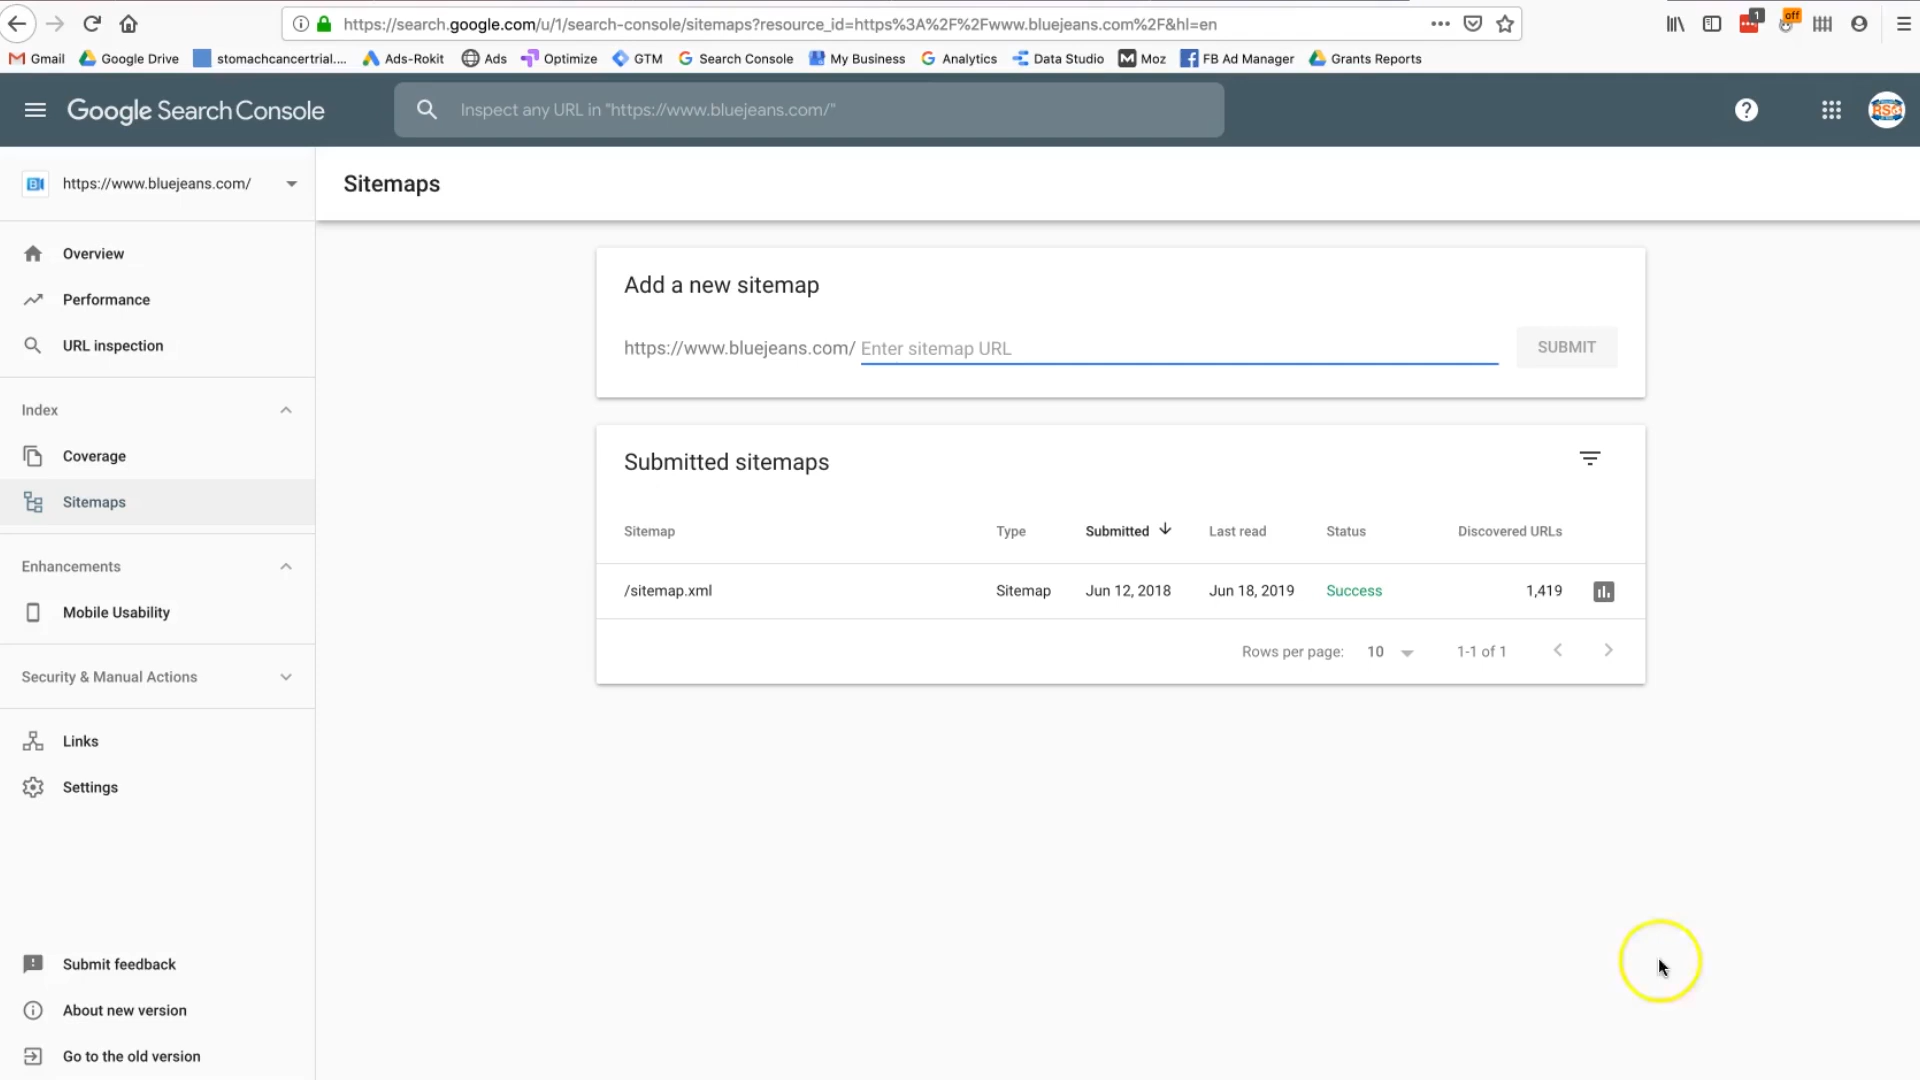 https://search.google.com/u/1/search-console/sitemaps?resource_id=https%3A%2F%2Fwww.bluejeans.com%2F&hl=en
1
off
Gmail Google Drive stomachcancertrial.... Ads-Rokit Ads Optimize GTM Search Console My Business Analytics Data Studio Moz FB Ad Manager Grants Reports
Google Search Console
Inspect any URL in "https://www.bluejeans.com/"
https://www.bluejeans.com/
Sitemaps
Overview
Performance
URL inspection
Index
Coverage
Sitemaps
Enhancements
Mobile Usability
Security & Manual Actions
Links
Settings
Submit feedback
About new version
Go to the old version
Add a new sitemap
https://www.bluejeans.com/ Enter sitemap URL SUBMIT
Submitted sitemaps
Sitemap Type Submitted Last read Status Discovered URLs
/sitemap.xml Sitemap Jun 12, 2018 Jun 18, 2019 Success 1,419
Rows per page: 10 1-1 of 1